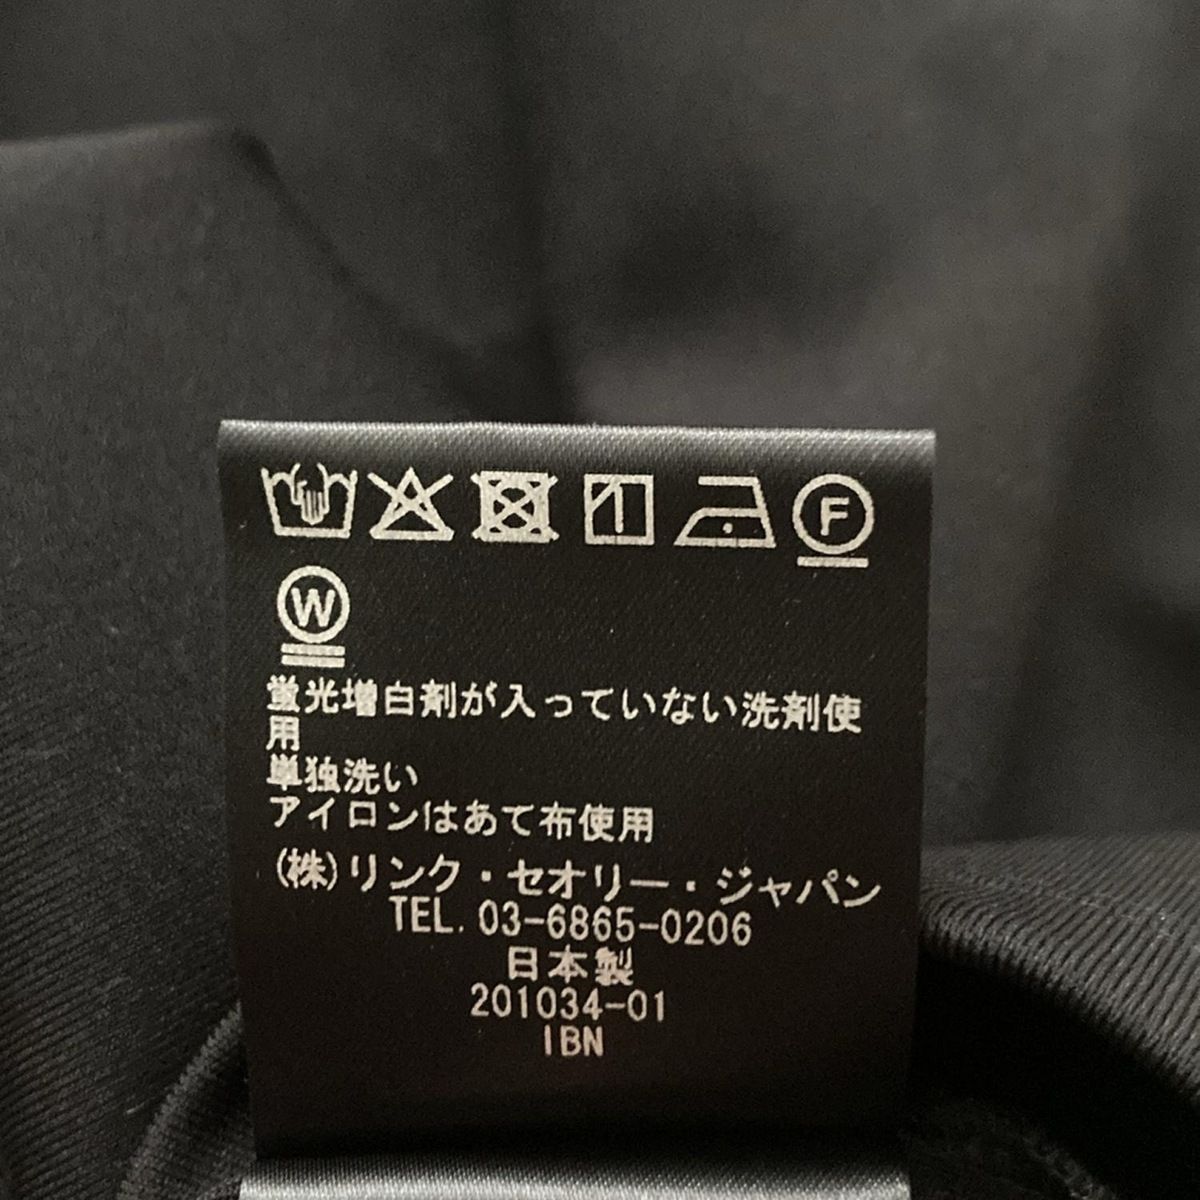 F
W
蛍光増白剤が入っていない洗剤使
用
単独洗い
アイロンはあて布使用
(株)リンク・セオリー・ジャパン
TEL. 03-6865-0206
日本製
201034-01
IBN